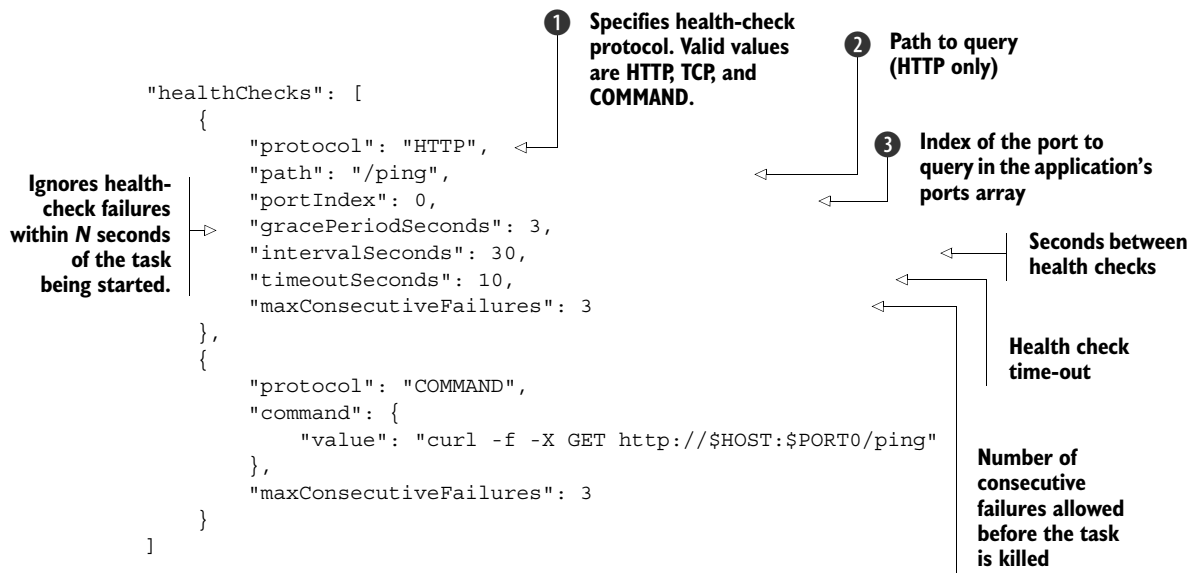 ❶ Specifies health-check
protocol. Valid values
are HTTP, TCP, and
COMMAND.
❷ Path to query
(HTTP only)
❸ Index of the port to
query in the application's
ports array
"healthChecks": [
{
"protocol": "HTTP",
"path": "/ping",
"portIndex": 0,
"gracePeriodSeconds": 3,
"intervalSeconds": 30,
"timeoutSeconds": 10,
"maxConsecutiveFailures": 3
},
{
"protocol": "COMMAND",
"command": {
"value": "curl -f -X GET http://$HOST:$PORT0/ping"
},
"maxConsecutiveFailures": 3
}
]
Ignores health-
check failures
within N seconds
of the task
being started.
Seconds between
health checks
Health check
time-out
Number of
consecutive
failures allowed
before the task
is killed